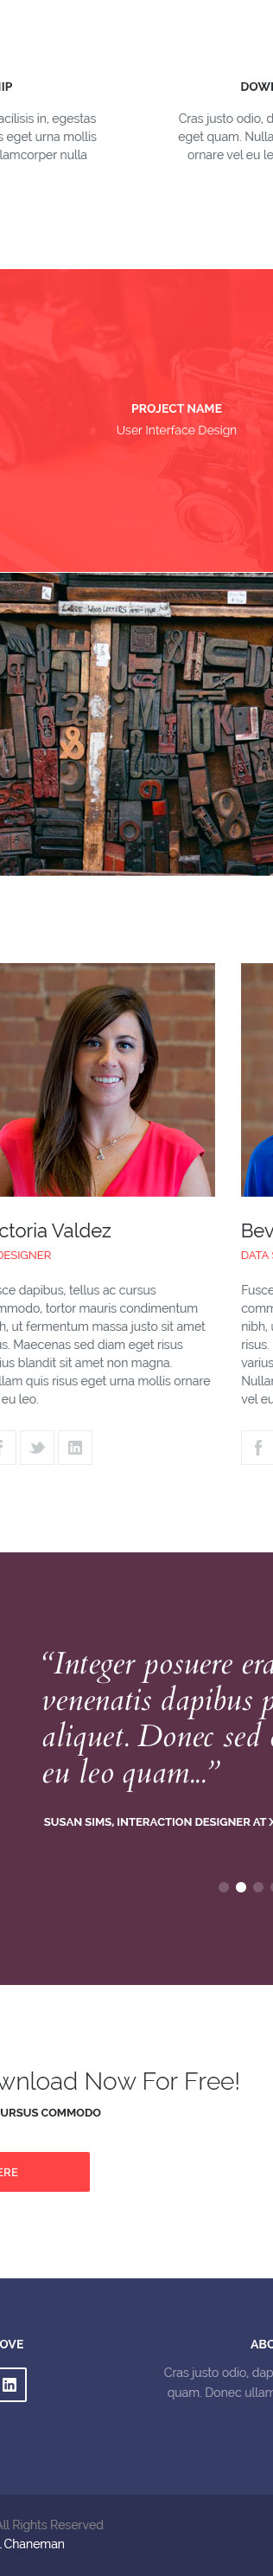 IIP
DOW
acilisis in, egestas
s eget urna mollis
llamcorper nulla
Cras justo odio, d
eget quam. Nulla
ornare vel eu le
PROJECT NAME
User Interface Design
ctoria Valdez
DESIGNER
sce dapibus, tellus ac cursus
mmodo, tortor mauris condimentum
h, ut fermentum massa justo sit amet
us. Maecenas sed diam eget risus
ius blandit sit amet non magna.
llam quis risus eget urna mollis ornare
eu leo.
Bev
DATA
Fusce
comm
nibh, u
risus.
varius
Nullan
vel eu
“Integer posuere era
venenatis dapibus p
aliquet. Donec sed
eu leo quam...”
SUSAN SIMS, INTERACTION DESIGNER AT X
wnload Now For Free!
URSUS COMMODO
ERE
OVE
ABO
Cras justo odio, dap
quam. Donec ullam
All Rights Reserved
Chaneman